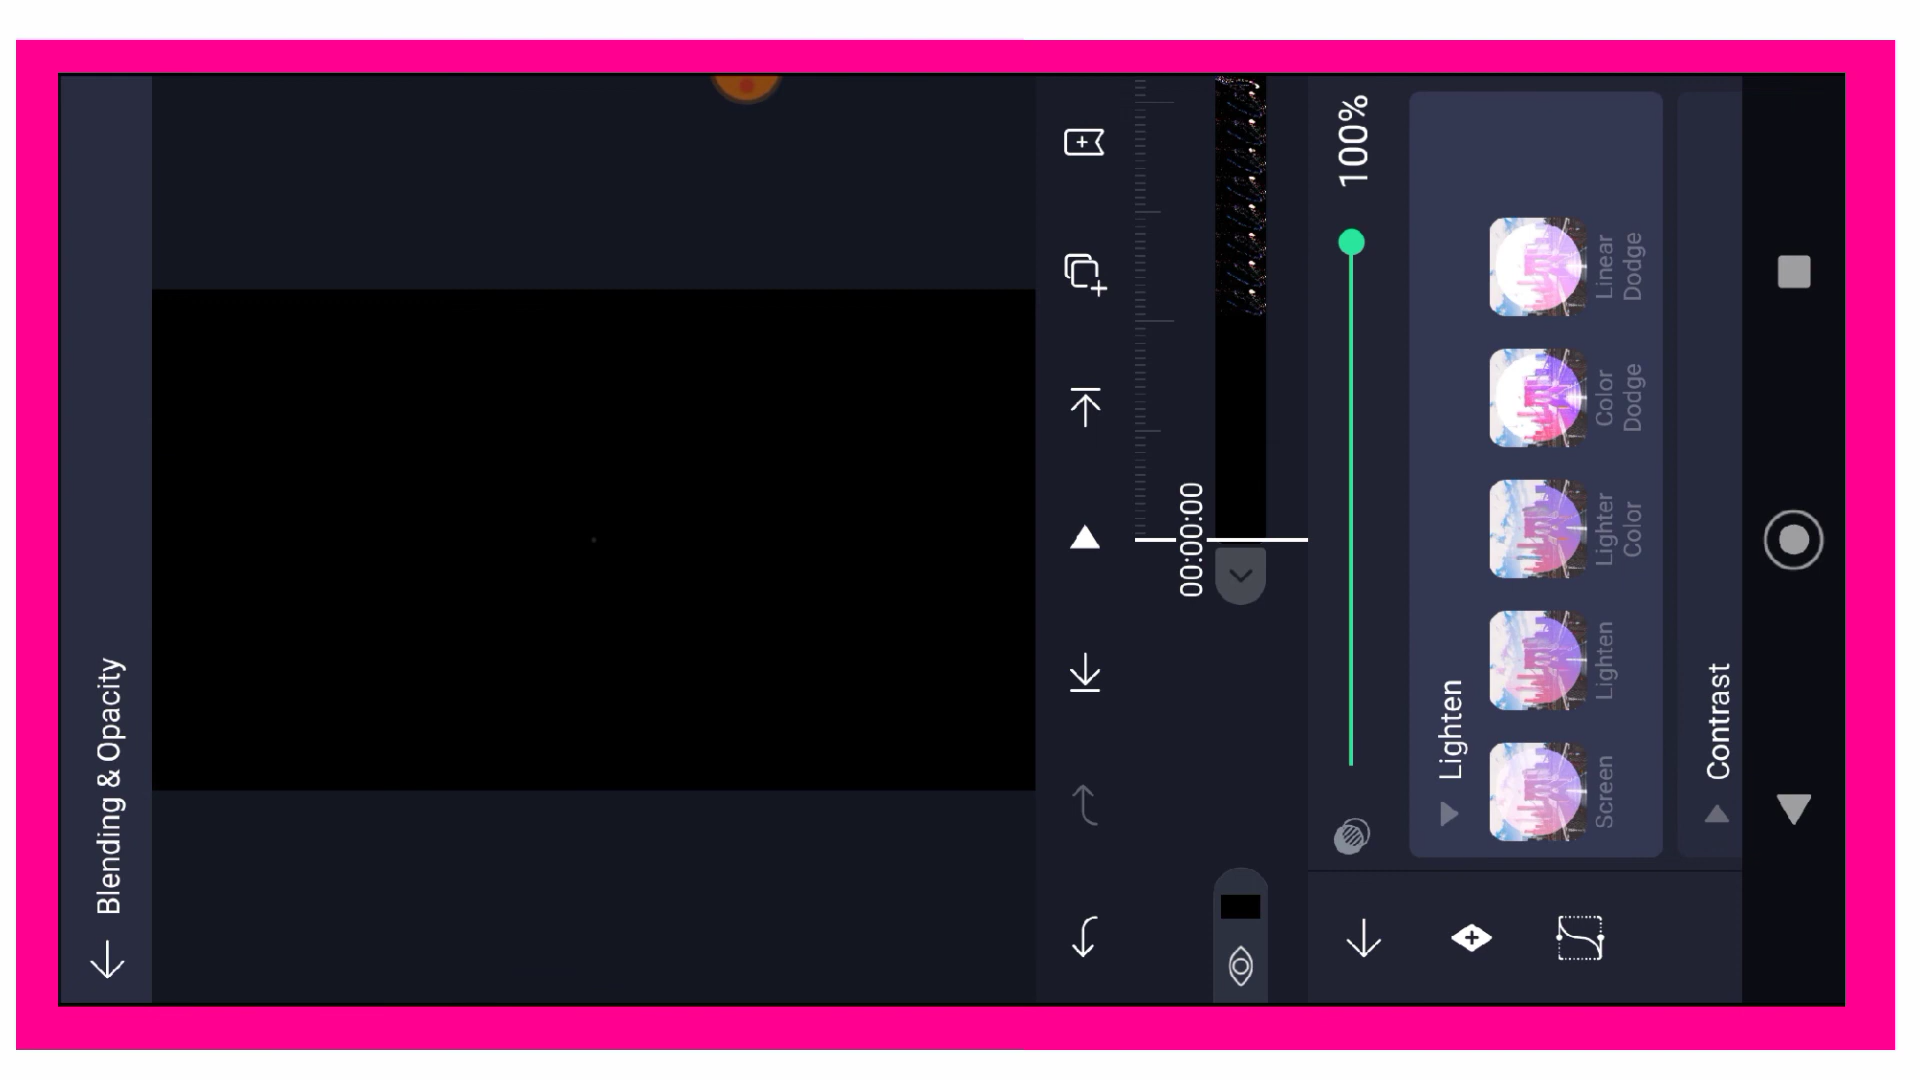 Blending & Opacity
00:00:00
100%
Lighten
Screen
Lighten
Lighter
Color
Color
Dodge
Linear
Dodge
Contrast